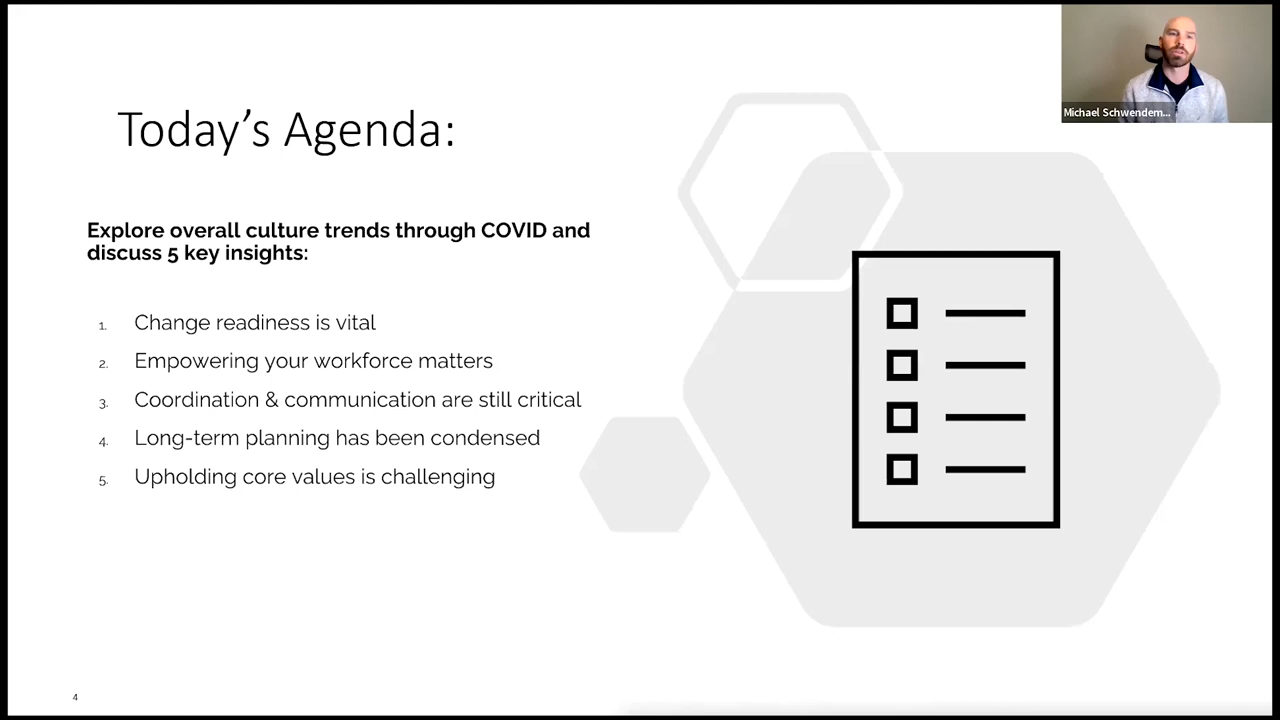 Today's Agenda:
Michael Schwendem...
Explore overall culture trends through COVID and
discuss 5 key insights:
1. Change readiness is vital
2. Empowering your workforce matters
3. Coordination & communication are still critical
4. Long-term planning has been condensed
5. Upholding core values is challenging
4